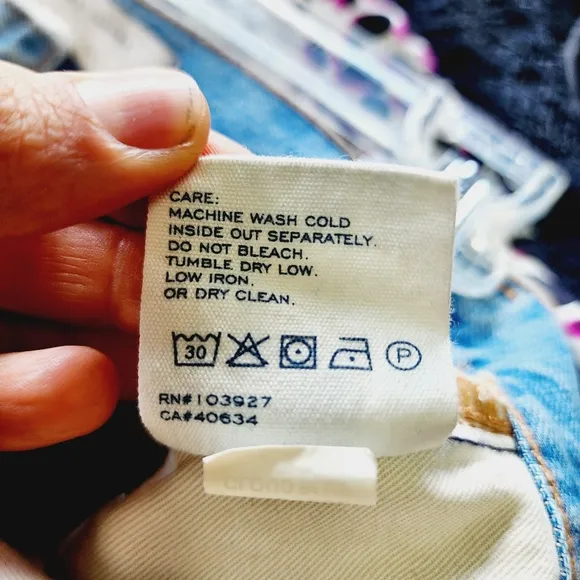 CARE:
MACHINE WASH COLD
INSIDE OUT SEPARATELY.
DO NOT BLEACH.
TUMBLE DRY LOW.
LOW IRON.
OR DRY CLEAN.
30 P
RN#103927
CA#40634